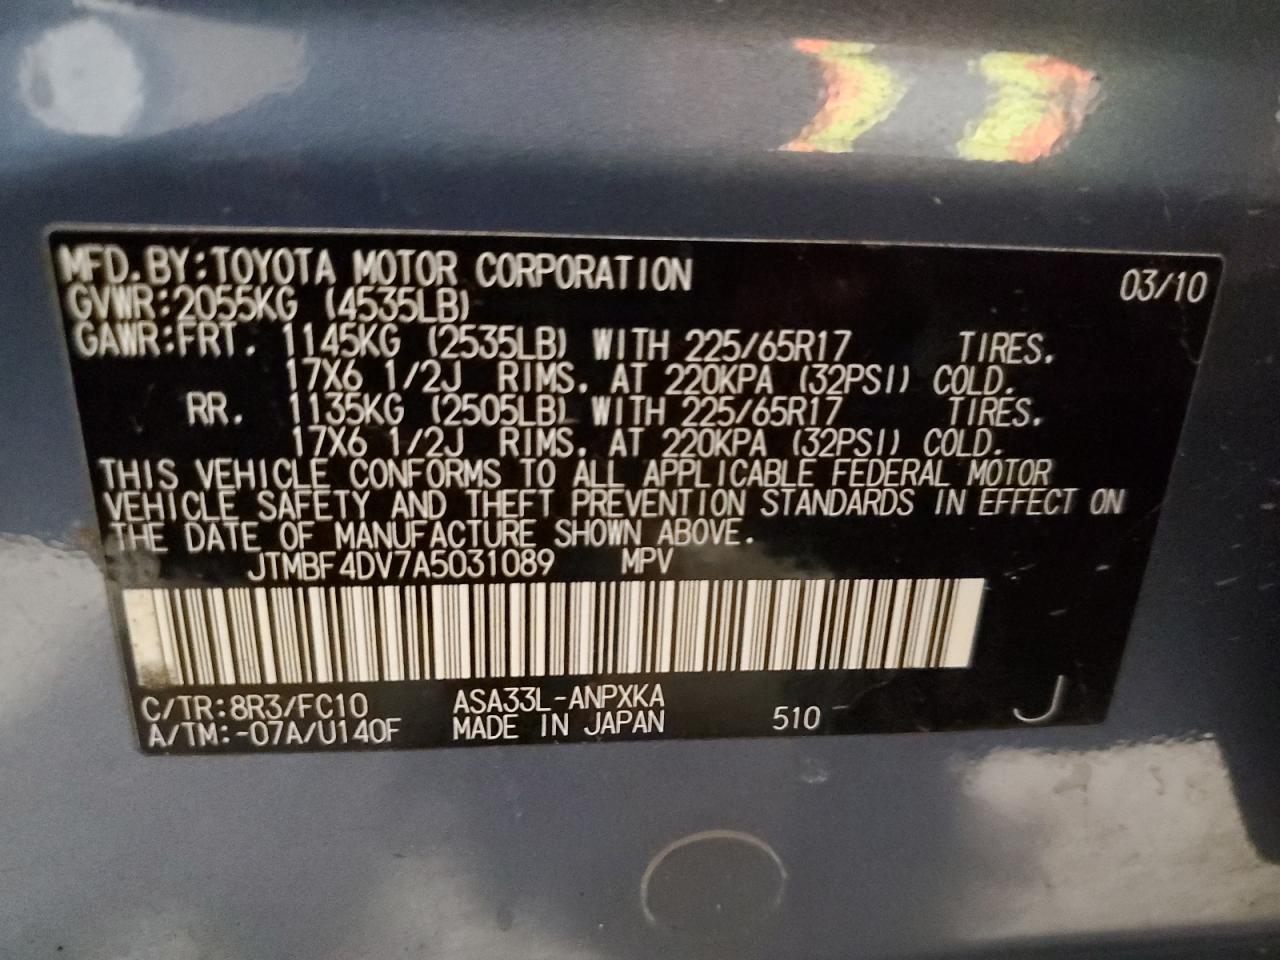 MFD.BY:TOYOTA MOTOR CORPORATION 03/10
GVWR:2055KG (4535LB)
GAWR:FRT. 1145KG (2535LB) WITH 225/65R17 TIRES.
17X6 1/2J RIMS. AT 220KPA (32PSI) COLD.
RR. 1135KG (2505LB) WITH 225/65R17 TIRES.
17X6 1/2J RIMS. AT 220KPA (32PSI) COLD.
THIS VEHICLE CONFORMS TO ALL APPLICABLE FEDERAL MOTOR
VEHICLE SAFETY AND THEFT PREVENTION STANDARDS IN EFFECT ON
THE DATE OF MANUFACTURE SHOWN ABOVE.
JTMBF4DV7A5031089 MPV
C/TR:8R3/FC10 ASA33L-ANPXKA
A/TM:-07A/U140F MADE IN JAPAN 510 J